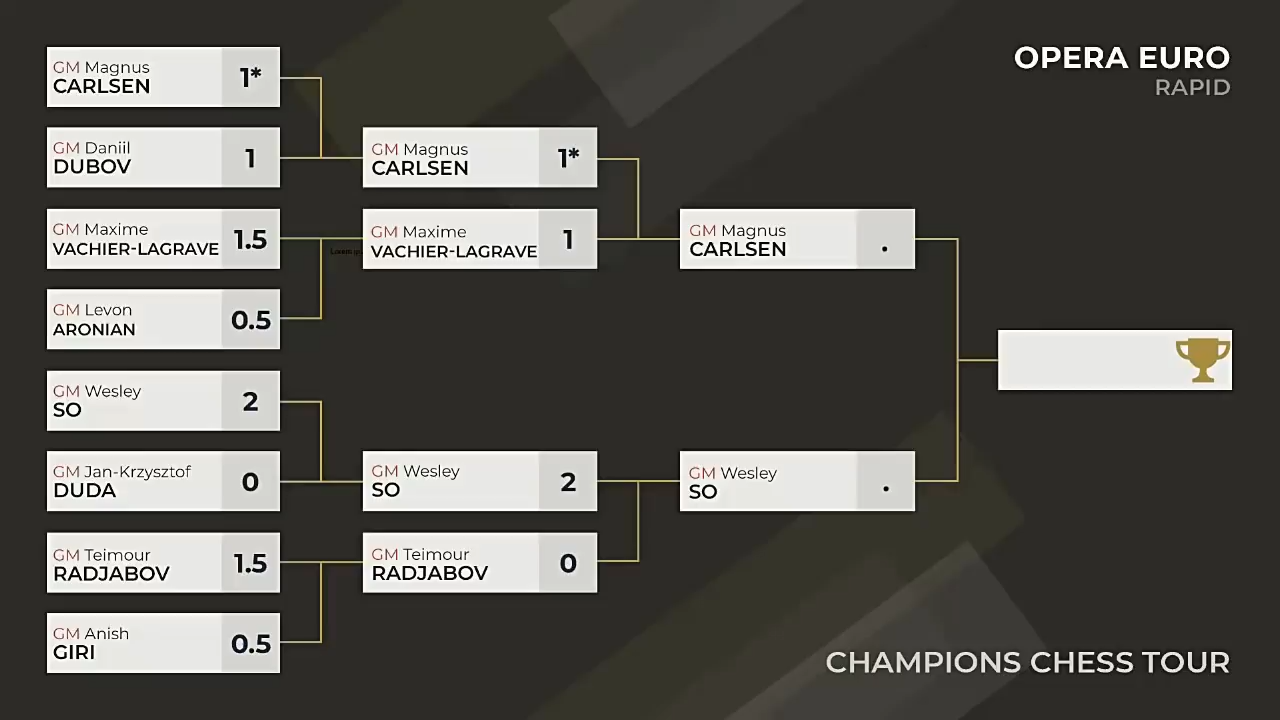 OPERA EURO
RAPID
GM Magnus
CARLSEN
1*
GM Daniil
DUBOV
1
GM Maxime
VACHIER-LAGRAVE
1.5
GM Levon
ARONIAN
0.5
GM Wesley
SO
2
GM Jan-Krzysztof
DUDA
0
GM Teimour
RADJABOV
1.5
GM Anish
GIRI
0.5
GM Magnus
CARLSEN
1*
GM Maxime
VACHIER-LAGRAVE
1
GM Wesley
SO
2
GM Teimour
RADJABOV
0
GM Magnus
CARLSEN
.
GM Wesley
SO
.
CHAMPIONS CHESS TOUR